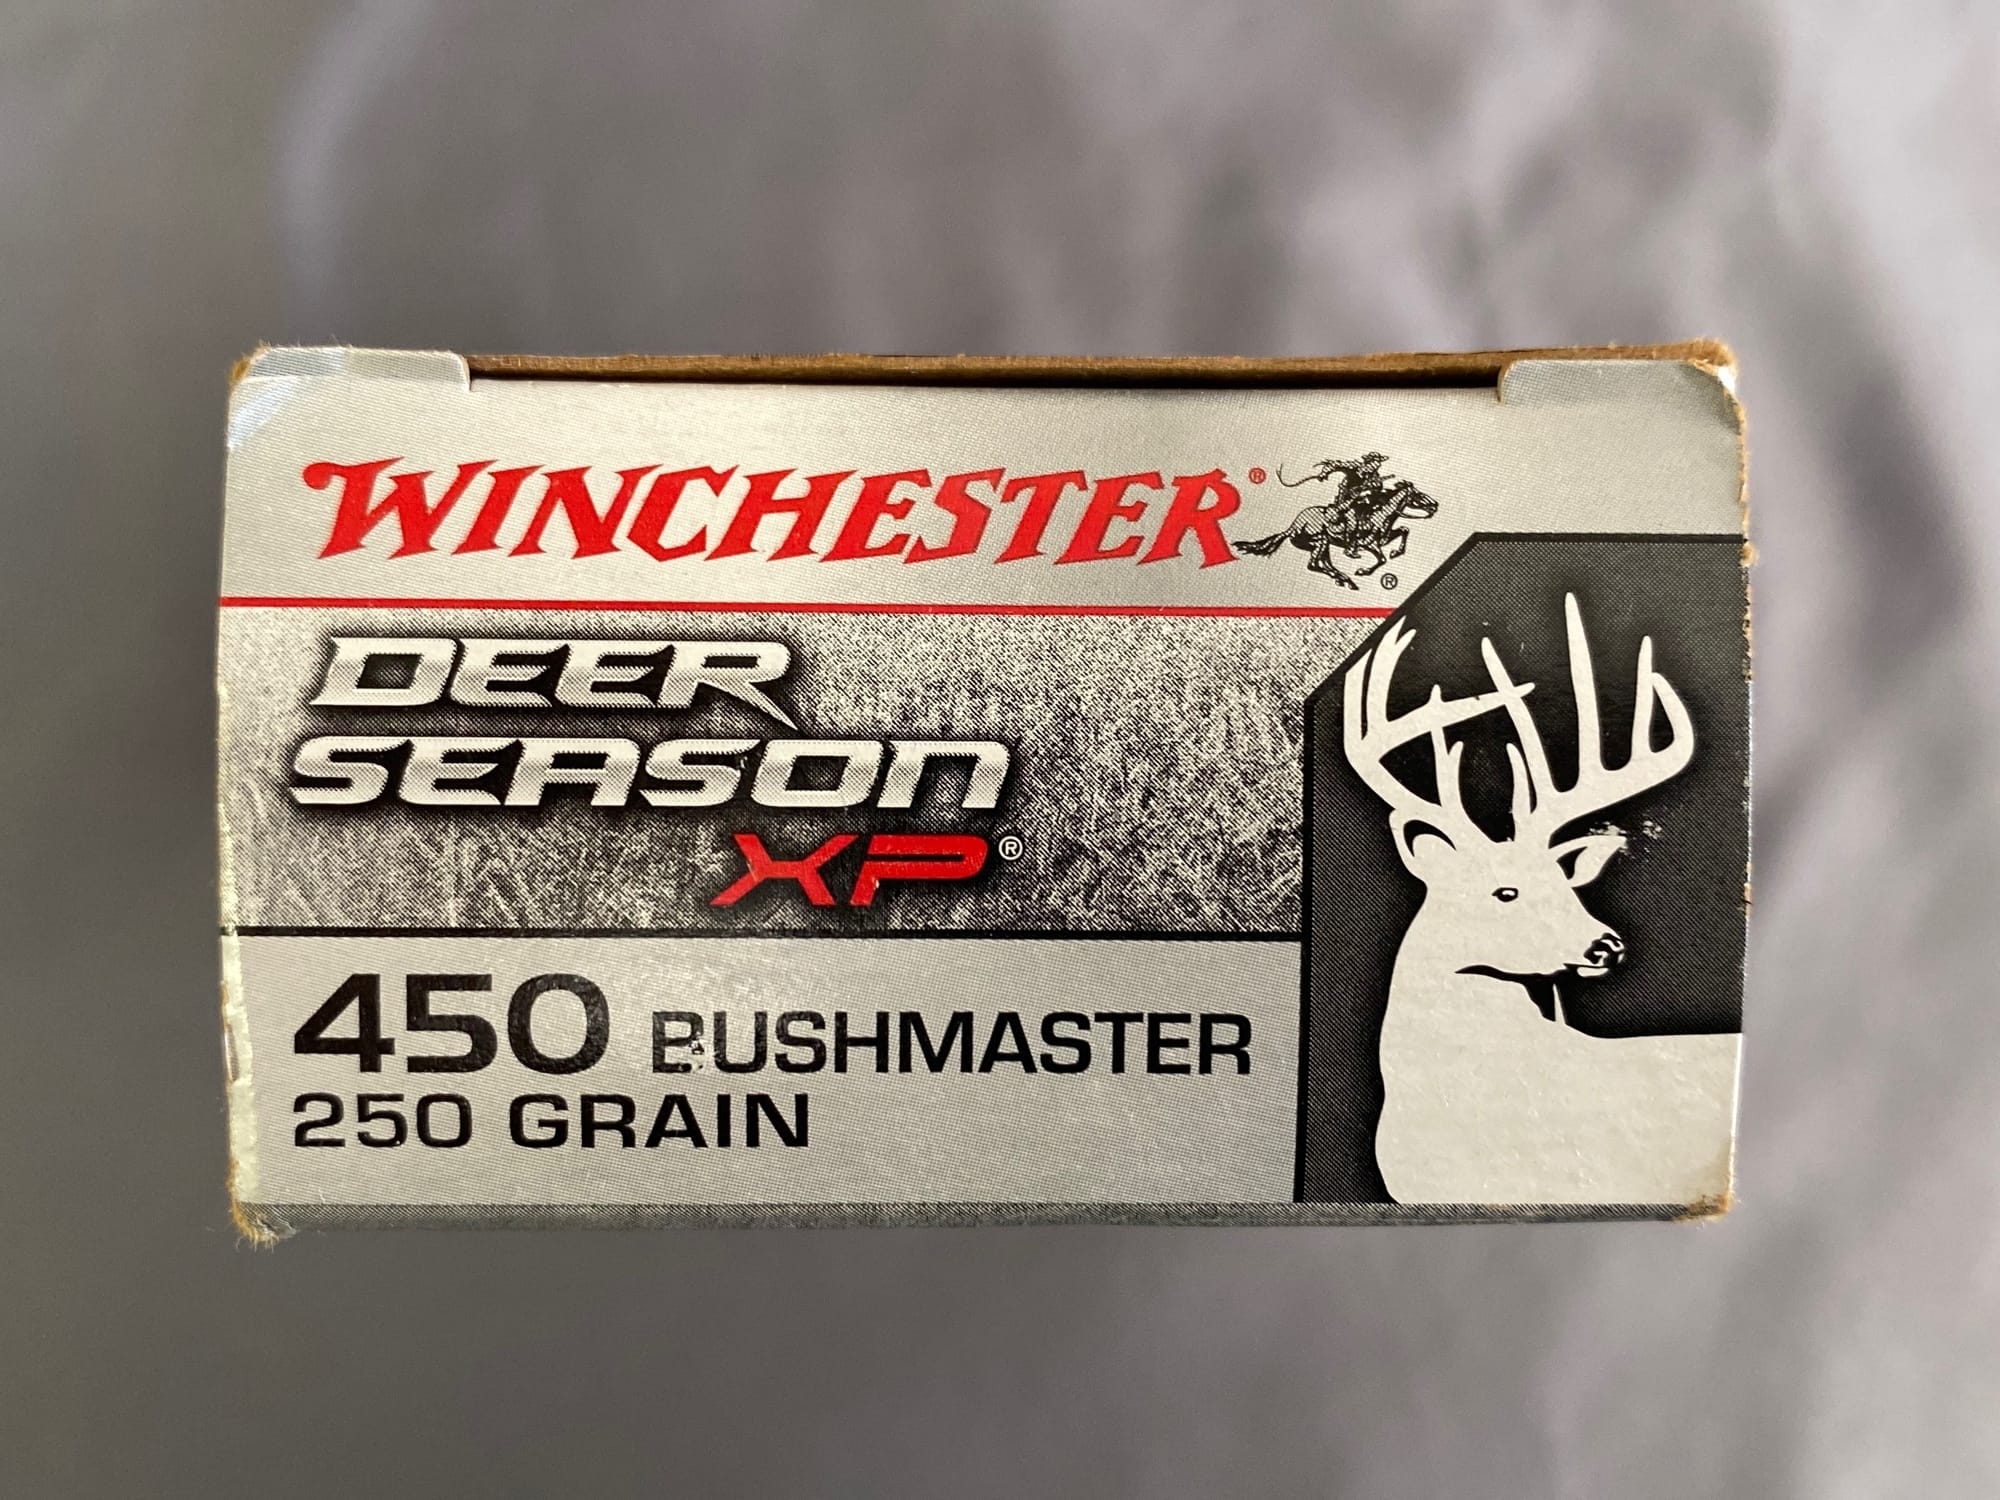 WINCHESTER®
®
DEER
SEASON
XP®
450 BUSHMASTER
250 GRAIN